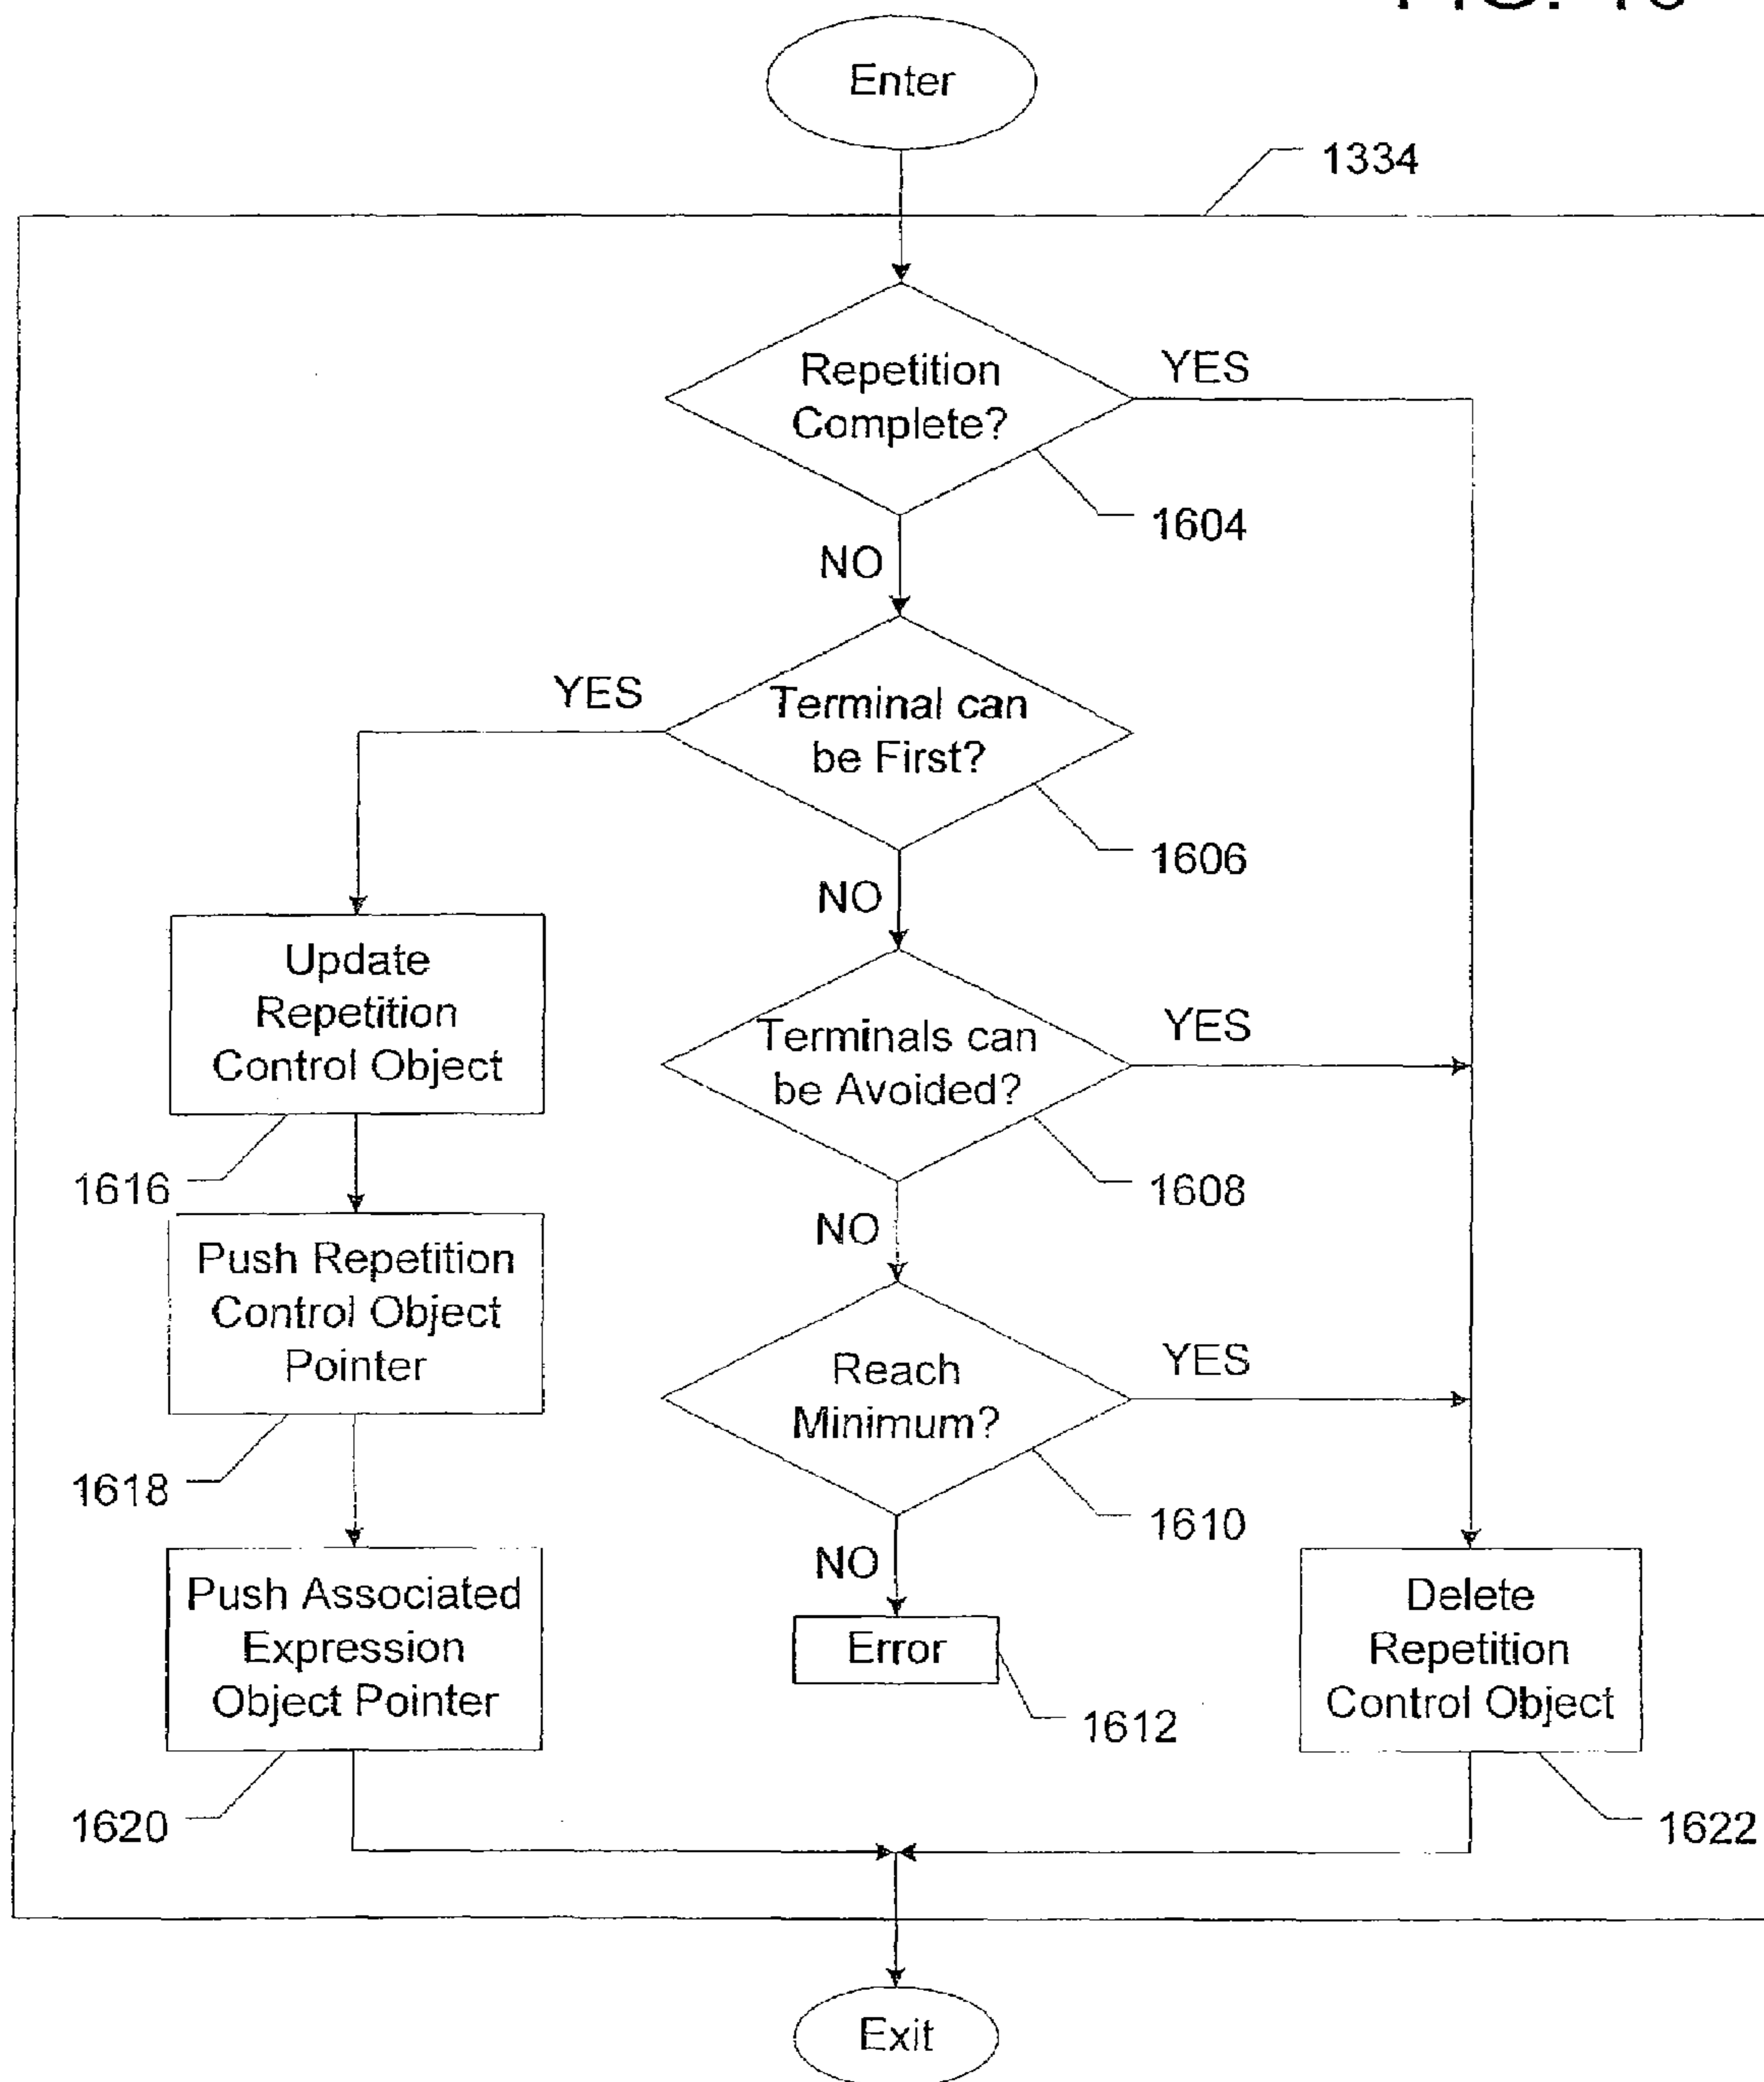 Enter
1334
Repetition
Complete?
YES
1604
NO
Terminal can
be First?
YES
1606
NO
Update
Repetition
Control Object
Terminals can
be Avoided?
YES
1616
1608
NO
Push Repetition
Control Object
Pointer
Reach
Minimum?
YES
1618
1610
NO
Push Associated
Expression
Object Pointer
Error
Delete
Repetition
Control Object
1612
1620
1622
Exit